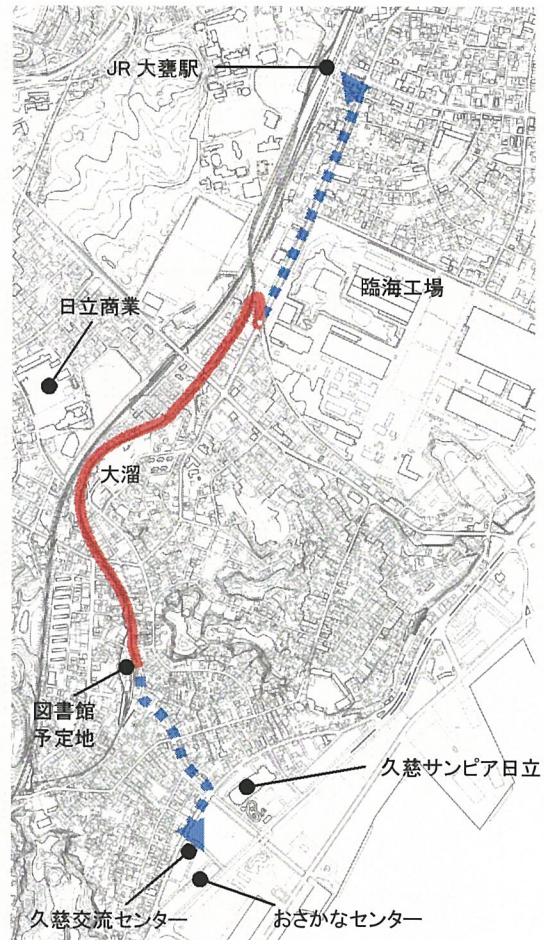 JR 大甕駅
臨海工場
日立商業
大溜
図書館
予定地
久慈サンピア日立
久慈交流センター
おさかなセンター